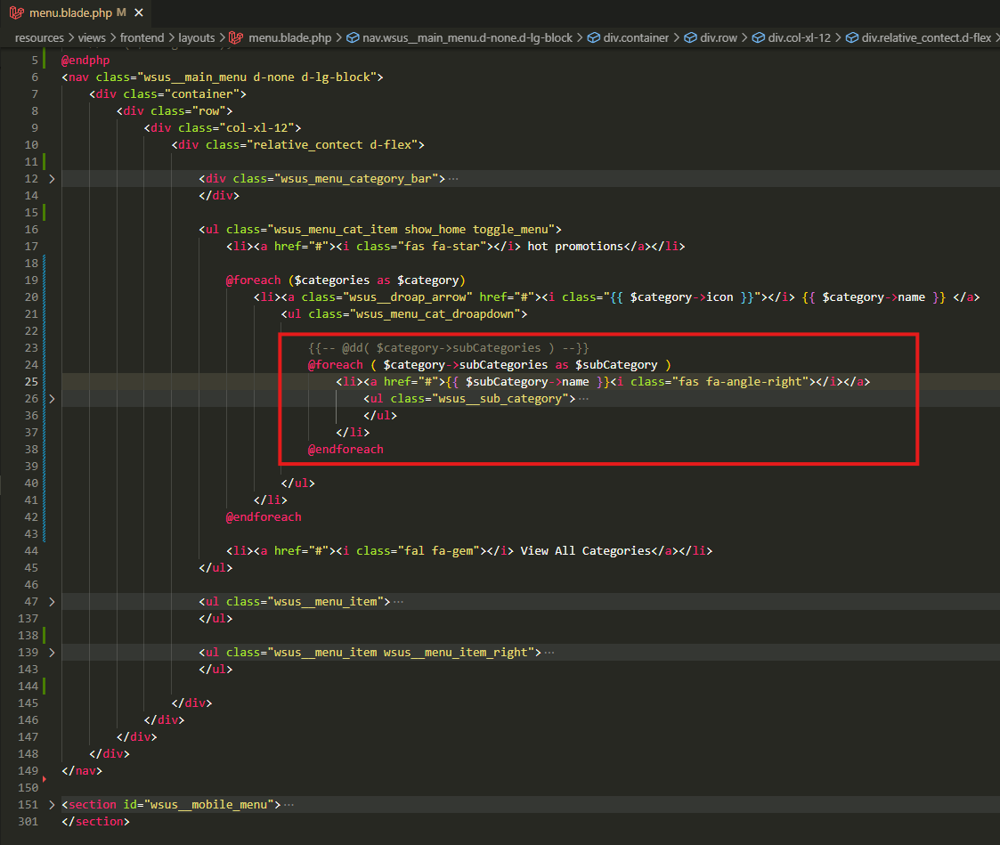 menu.blade.php M ×
resources > views > frontend > layouts > menu.blade.php > nav.wsus__main_menu.d-none.d-lg-block > div.container > div.row > div.col-xl-12 > div.relative_contect.d-flex >
5 @endphp
6 <nav class="wsus__main_menu d-none d-lg-block">
7 <div class="container">
8 <div class="row">
9 <div class="col-xl-12">
10 <div class="relative_contect d-flex">
11
12 > <div class="wsus_menu_category_bar">···
14 </div>
15
16 <ul class="wsus_menu_cat_item show_home toggle_menu">
17 <li><a href="#"><i class="fas fa-star"></i> hot promotions</a></li>
18
19 @foreach ($categories as $category)
20 <li><a class="wsus__droap_arrow" href="#"><i class="{{ $category->icon }}"></i> {{ $category->name }} </a>
21 <ul class="wsus_menu_cat_droapdown">
22
23 {{-- @dd( $category->subCategories ) --}}
24 @foreach ( $category->subCategories as $subCategory )
25 <li><a href="#">{{ $subCategory->name }}<i class="fas fa-angle-right"></i></a>
26 > <ul class="wsus__sub_category">···
36 </ul>
37 </li>
38 @endforeach
39
40 </ul>
41 </li>
42 @endforeach
43
44 <li><a href="#"><i class="fal fa-gem"></i> View All Categories</a></li>
45 </ul>
46
47 > <ul class="wsus__menu_item">···
137 </ul>
138
139 > <ul class="wsus__menu_item wsus__menu_item_right">···
143 </ul>
144
145 </div>
146 </div>
147 </div>
148 </div>
149 </nav>
150
151 > <section id="wsus__mobile_menu">···
301 </section>